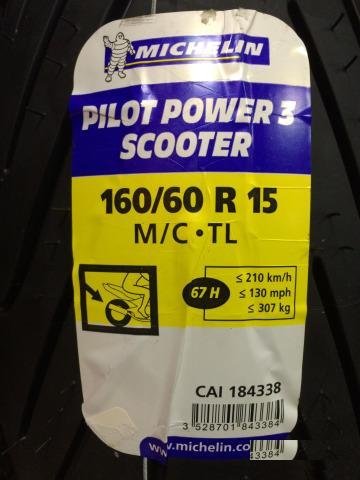 MICHELIN
PILOT POWER 3
SCOOTER
160/60 R 15
M/C•TL
67 H
≤ 210 km/h
≤ 130 mph
≤ 307 kg
CAI 184338
3 528701 843384
www.michelin.co
843384